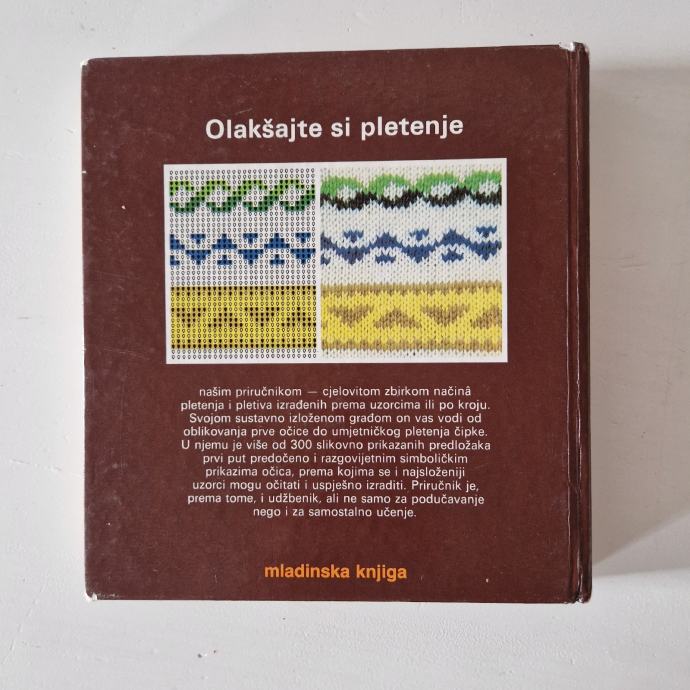 Olakšajte si pletenje
našim priručnikom — cjelovitom zbirkom načinâ
pletenja i pletiva izrađenih prema uzorcima ili po kroju.
Svojom sustavno izloženom građom on vas vodi od
oblikovanja prve očice do umjetničkog pletenja čipke.
U njemu je više od 300 slikovno prikazanih predložaka
prvi put predočeno i razgovijetnim simboličkim
prikazima očica, prema kojima se i najsloženiji
uzorci mogu očitati i uspješno izraditi. Priručnik je,
prema tome, i udžbenik, ali ne samo za podučavanje
nego i za samostalno učenje.
mladinska knjiga